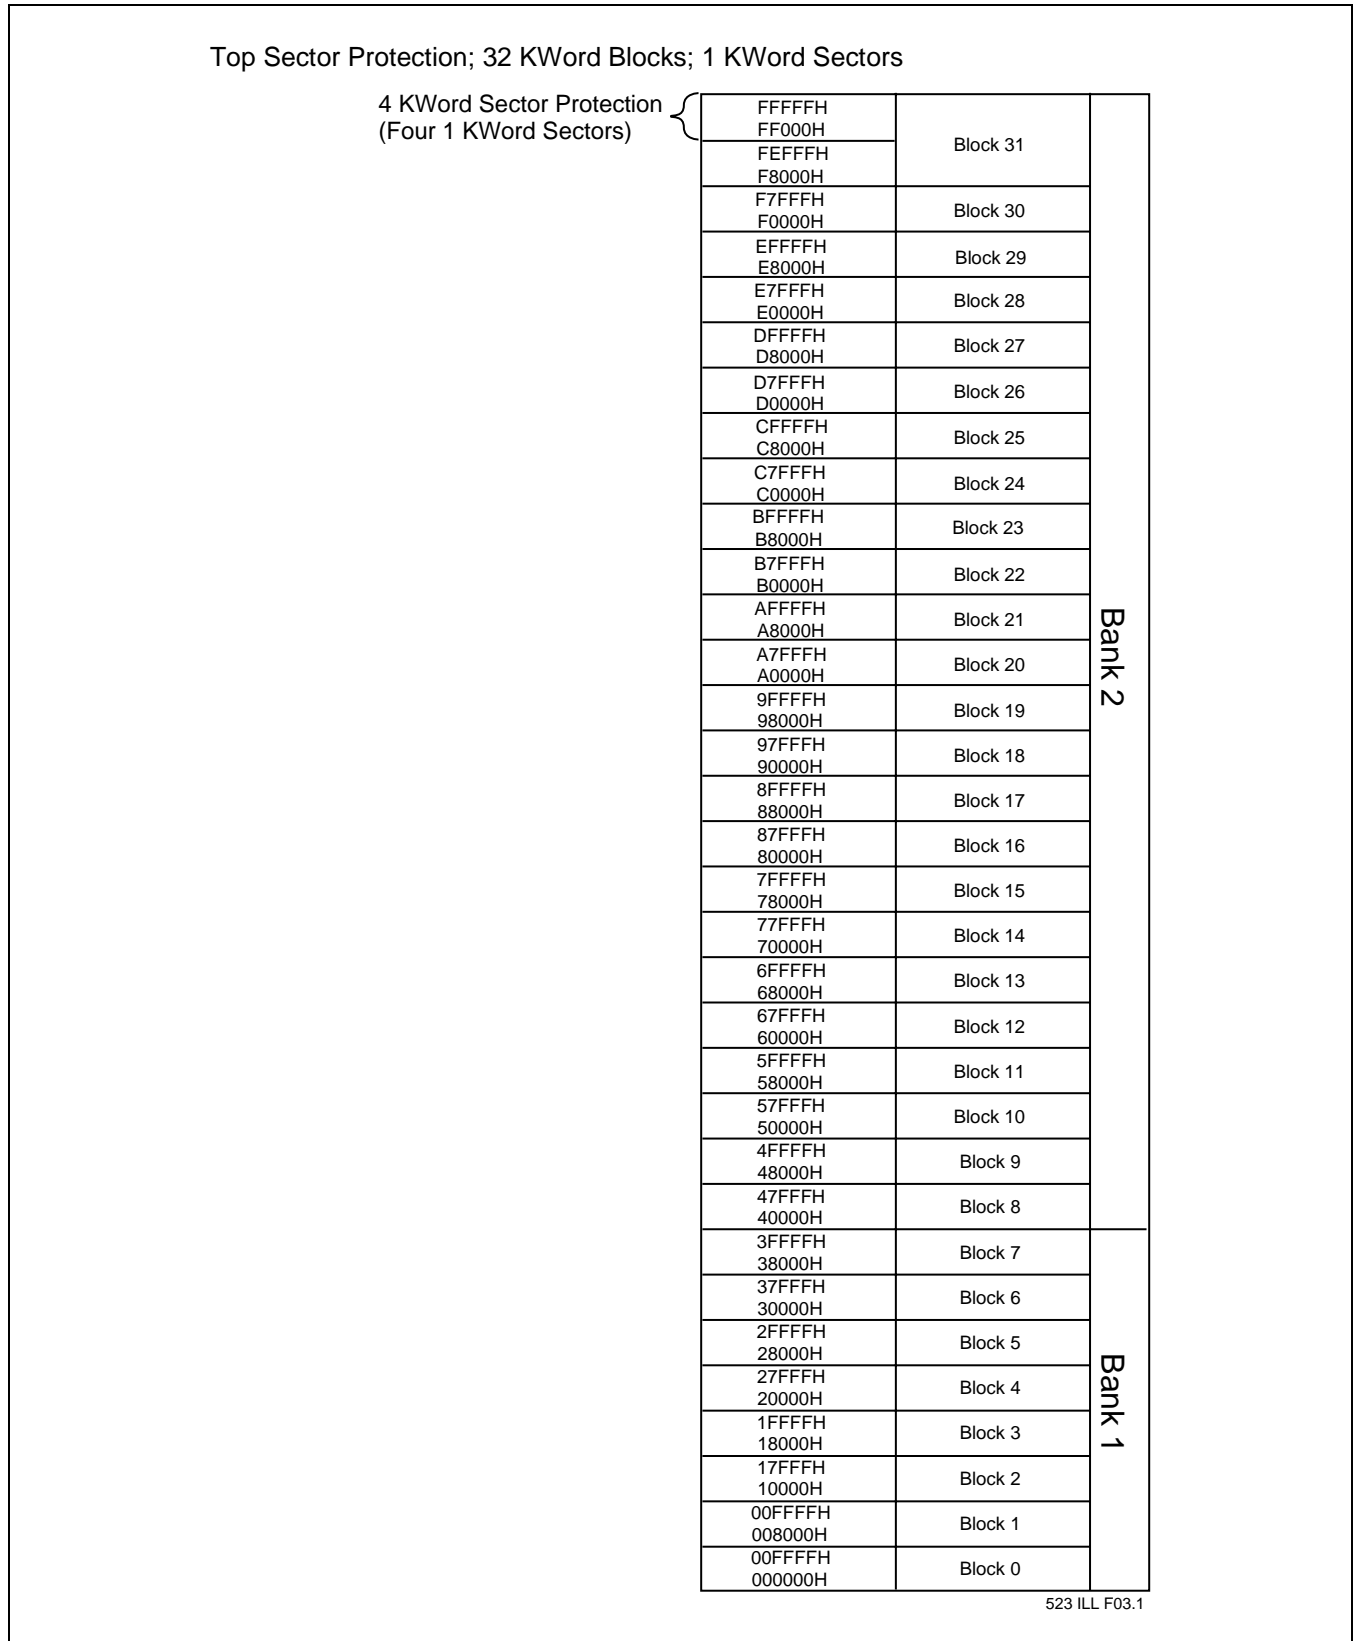 Top Sector Protection; 32 KWord Blocks; 1 KWord Sectors
4 KWord Sector Protection
(Four 1 KWord Sectors)
FFFFFH
FF000H
FEFFFH
F8000H
Block 31
F7FFFH
F0000H
Block 30
EFFFFH
E8000H
Block 29
E7FFFH
E0000H
Block 28
DFFFFH
D8000H
Block 27
D7FFFH
D0000H
Block 26
CFFFFH
C8000H
Block 25
C7FFFH
C0000H
Block 24
BFFFFH
B8000H
Block 23
B7FFFH
B0000H
Block 22
AFFFFH
A8000H
Block 21
A7FFFH
A0000H
Block 20
9FFFFH
98000H
Block 19
97FFFH
90000H
Block 18
8FFFFH
88000H
Block 17
87FFFH
80000H
Block 16
7FFFFH
78000H
Block 15
77FFFH
70000H
Block 14
6FFFFH
68000H
Block 13
67FFFH
60000H
Block 12
5FFFFH
58000H
Block 11
57FFFH
50000H
Block 10
4FFFFH
48000H
Block 9
47FFFH
40000H
Block 8
Bank 2
3FFFFH
38000H
Block 7
37FFFH
30000H
Block 6
2FFFFH
28000H
Block 5
27FFFH
20000H
Block 4
1FFFFH
18000H
Block 3
17FFFH
10000H
Block 2
00FFFFH
008000H
Block 1
00FFFFH
000000H
Block 0
Bank 1
523 ILL F03.1